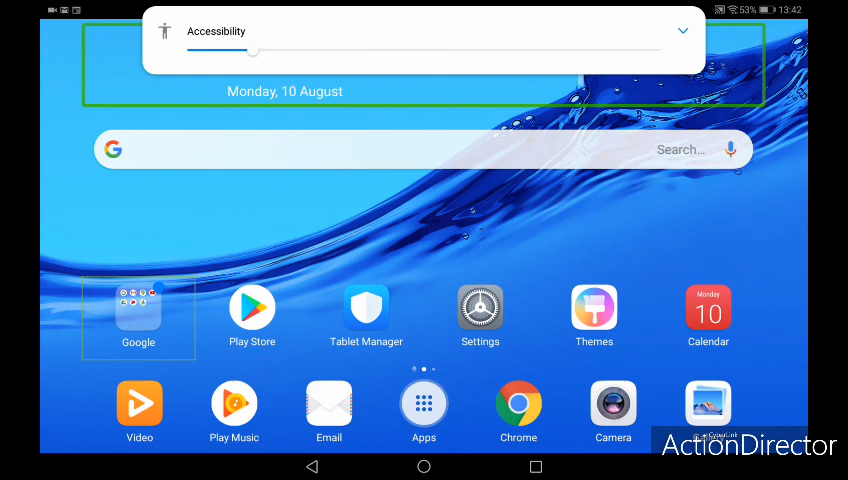 53% 13:42
Accessibility
Monday, 10 August
Search...
Google
Play Store
Tablet Manager
Settings
Themes
Monday
10
Calendar
Video
Play Music
Email
Apps
Chrome
Camera
CyberLink
ActionDirector